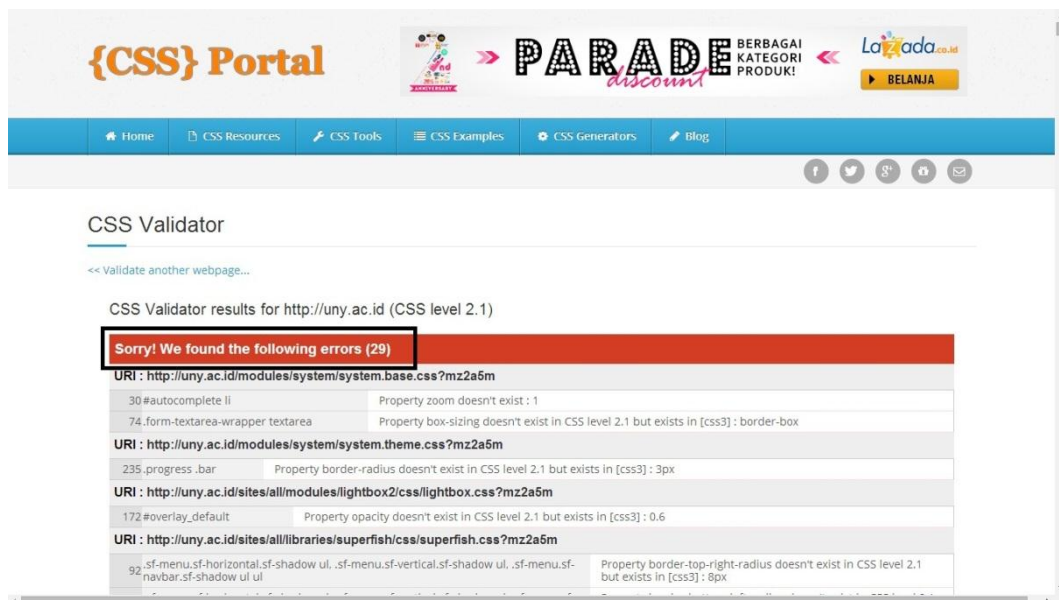 {CSS} Portal
2nd
ANNIVERSARY
PARADE
discount
BERBAGAI
KATEGORI
PRODUK!
Lazada.co.id
BELANJA
Home CSS Resources CSS Tools CSS Examples CSS Generators Blog
CSS Validator
<< Validate another webpage...
CSS Validator results for http://uny.ac.id (CSS level 2.1)
Sorry! We found the following errors (29)
URI : http://uny.ac.id/modules/system/system.base.css?mz2a5m
30 #autocomplete li Property zoom doesn't exist : 1
74 .form-textarea-wrapper textarea Property box-sizing doesn't exist in CSS level 2.1 but exists in [css3] : border-box
URI : http://uny.ac.id/modules/system/system.theme.css?mz2a5m
235 .progress .bar Property border-radius doesn't exist in CSS level 2.1 but exists in [css3] : 3px
URI : http://uny.ac.id/sites/all/modules/lightbox2/css/lightbox.css?mz2a5m
172 #overlay_default Property opacity doesn't exist in CSS level 2.1 but exists in [css3] : 0.6
URI : http://uny.ac.id/sites/all/libraries/superfish/css/superfish.css?mz2a5m
92 .sf-menu.sf-horizontal.sf-shadow ul, .sf-menu.sf-vertical.sf-shadow ul, .sf-menu.sf-
navbar.sf-shadow ul ul
Property border-top-right-radius doesn't exist in CSS level 2.1
but exists in [css3] : 8px